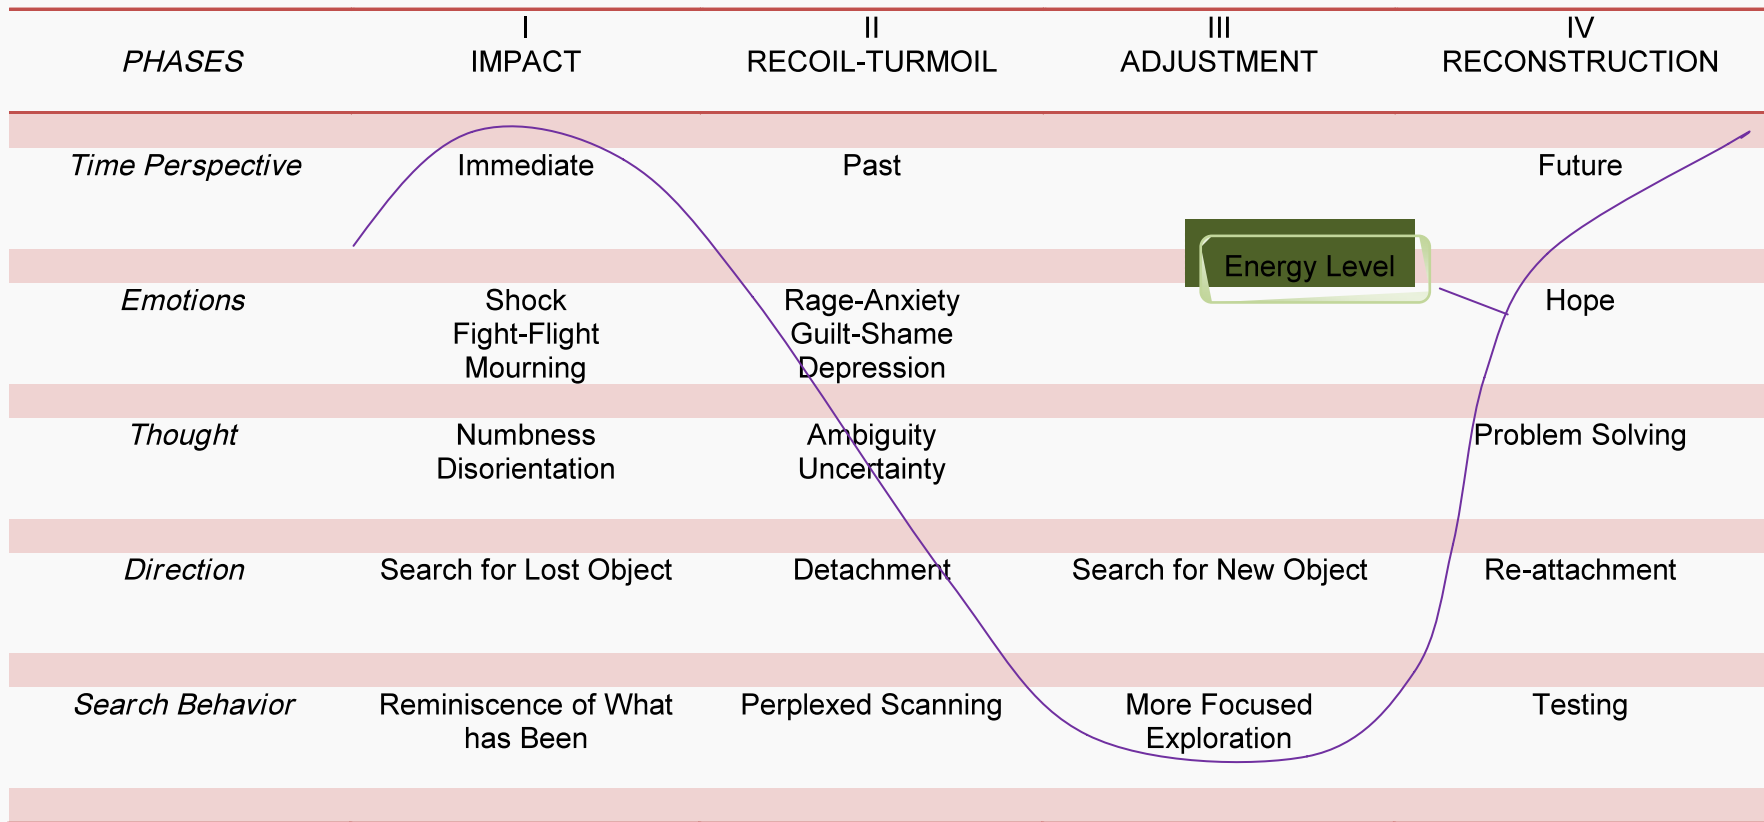 PHASES
I
IMPACT
II
RECOIL-TURMOIL
III
ADJUSTMENT
IV
RECONSTRUCTION
Time Perspective
Immediate
Past
Future
Energy Level
Emotions
Shock
Fight-Flight
Mourning
Rage-Anxiety
Guilt-Shame
Depression
Hope
Thought
Numbness
Disorientation
Ambiguity
Uncertainty
Problem Solving
Direction
Search for Lost Object
Detachment
Search for New Object
Re-attachment
Search Behavior
Reminiscence of What
has Been
Perplexed Scanning
More Focused
Exploration
Testing